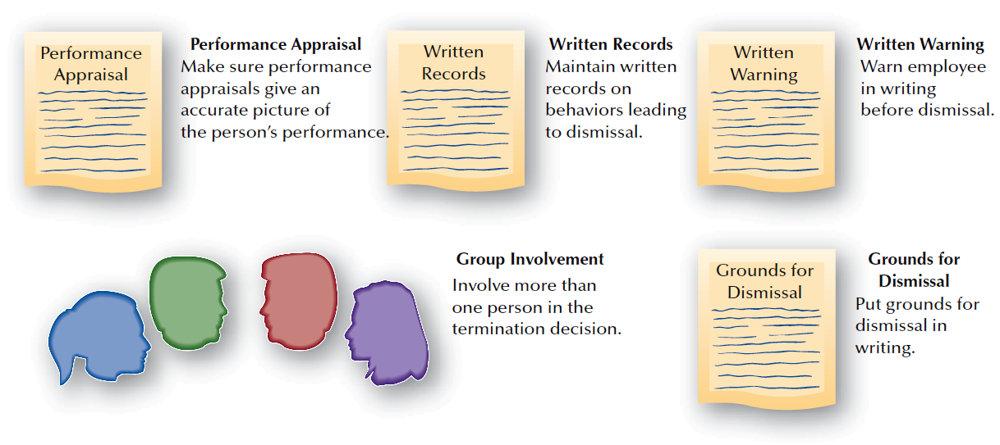 Performance
Appraisal
Performance Appraisal
Make sure performance
appraisals give an
accurate picture of
the person’s performance.
Written
Records
Written Records
Maintain written
records on
behaviors leading
to dismissal.
Written
Warning
Written Warning
Warn employee
in writing
before dismissal.
Group Involvement
Involve more than
one person in the
termination decision.
Grounds for
Dismissal
Grounds for
Dismissal
Put grounds for
dismissal in
writing.